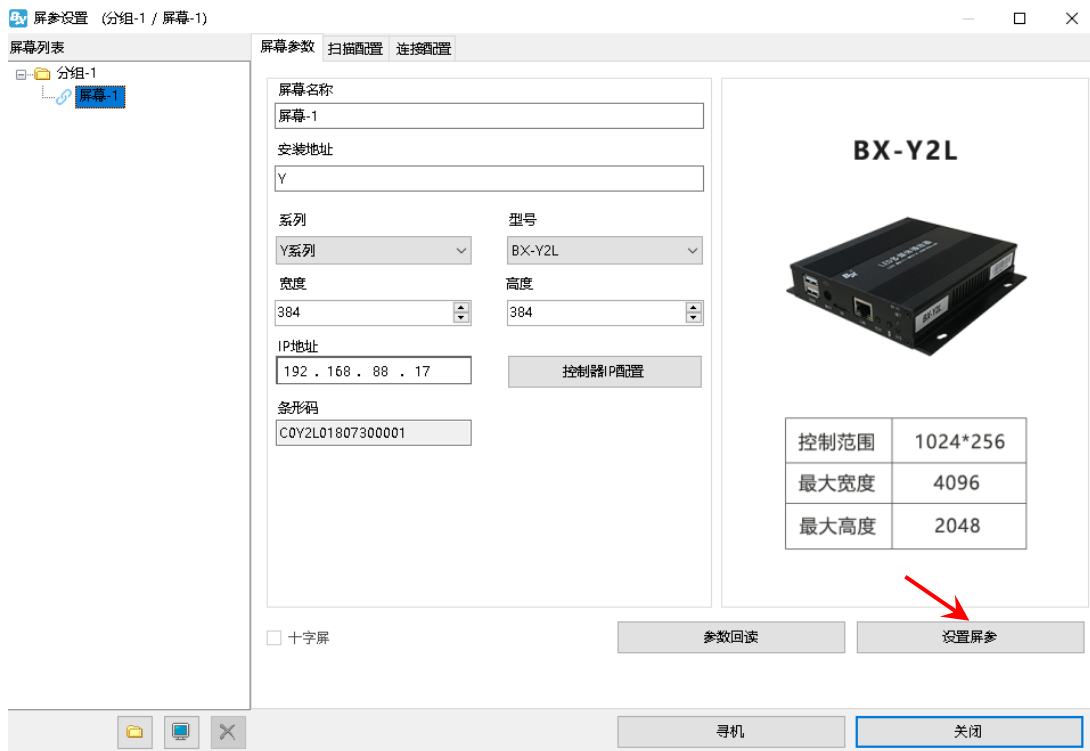 屏参设置 (分组-1 / 屏幕-1)
屏幕列表
分组-1
屏幕-1
屏幕参数 扫描配置 连接配置
屏幕名称
屏幕-1
安装地址
Y
系列 型号
Y系列 BX-Y2L
宽度 高度
384 384
IP地址
192 . 168 . 88 . 17 控制器IP配置
条形码
C0Y2L01807300001
BX-Y2L
BX-Y2L
控制范围 1024*256
最大宽度 4096
最大高度 2048
十字屏 参数回读 设置屏参
寻机 关闭